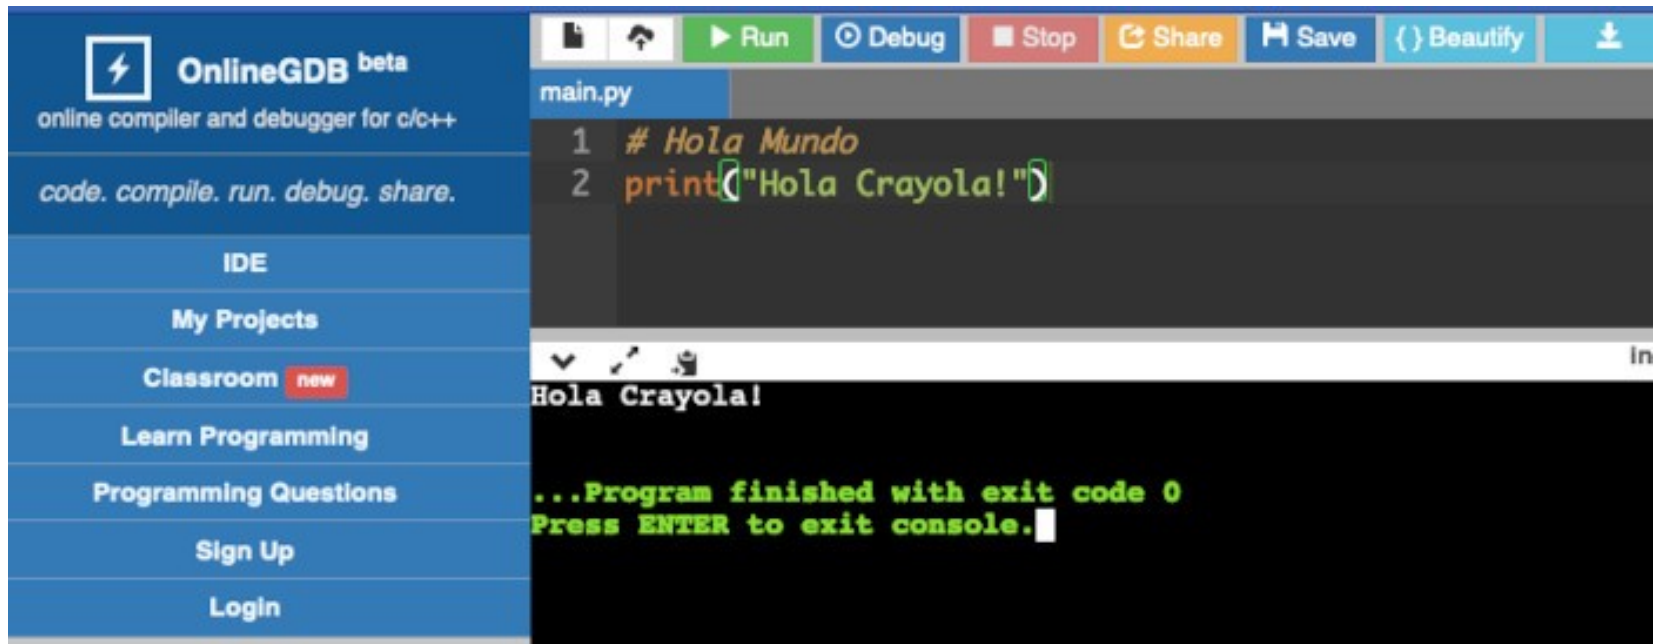 OnlineGDB beta
online compiler and debugger for c/c++
code. compile. run. debug. share.
IDE
My Projects
Classroom new
Learn Programming
Programming Questions
Sign Up
Login
Run Debug Stop Share Save { } Beautify
main.py
1 # Hola Mundo
2 print("Hola Crayola!")
Hola Crayola!
...Program finished with exit code 0
Press ENTER to exit console.